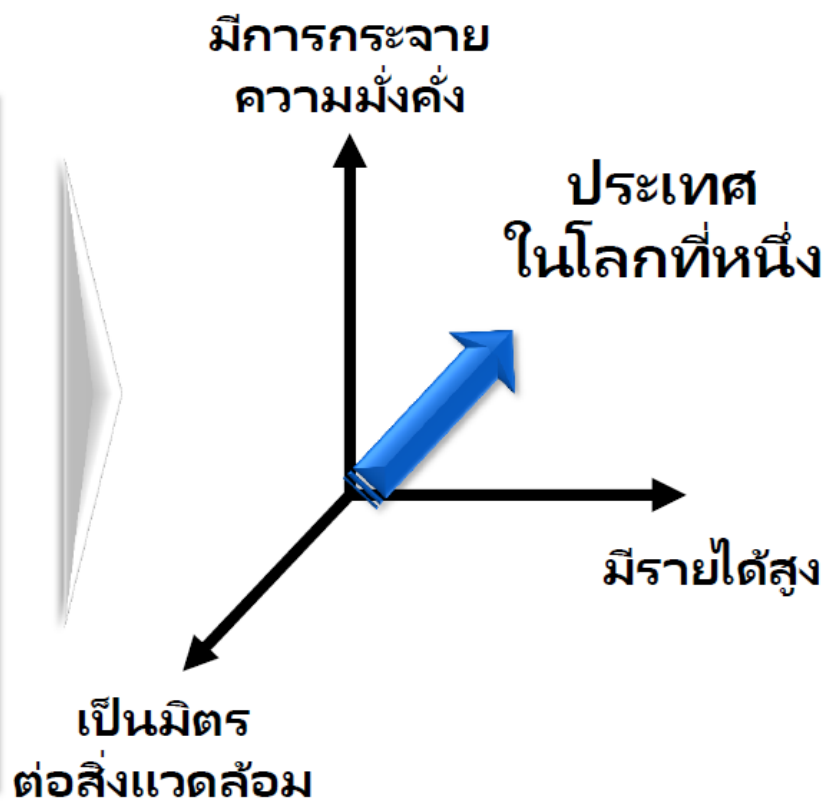 มีการกระจาย
ความมั่งคั่ง
ประเทศ
ในโลกที่หนึ่ง
มีรายได้สูง
เป็นมิตร
ต่อสิ่งแวดล้อม